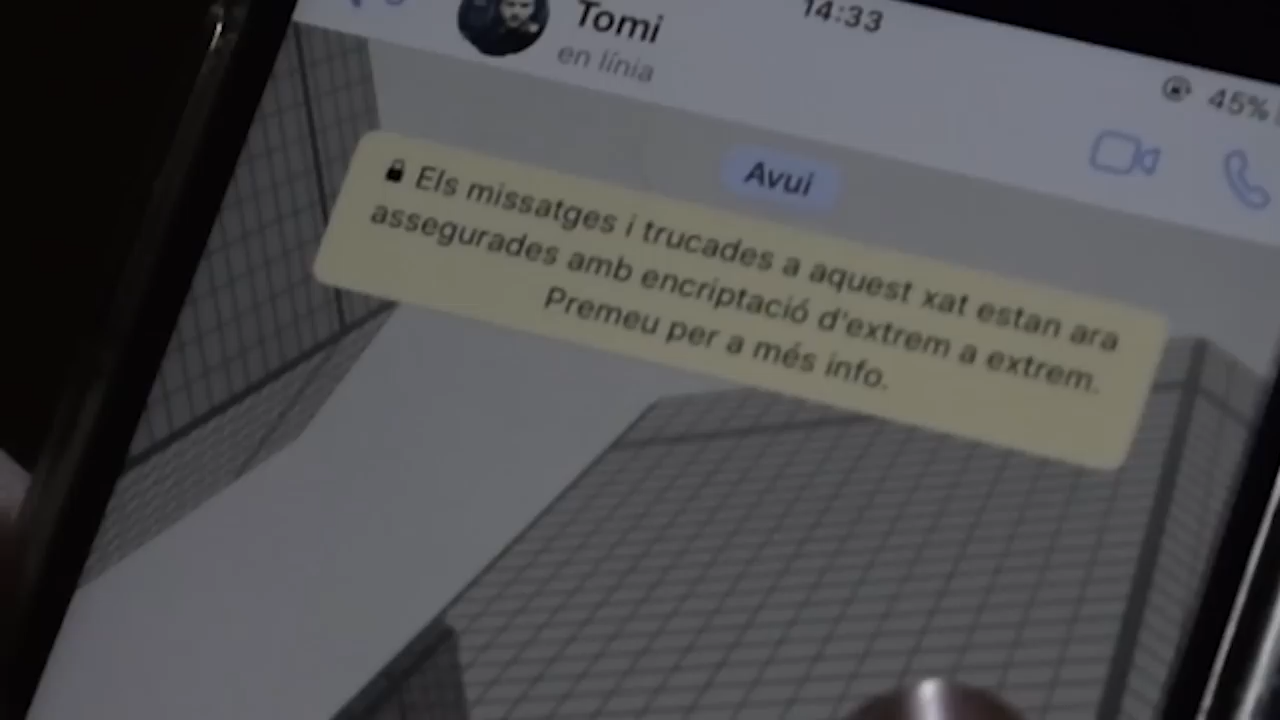 14:33
Tomi
en línia
45%
Avui
Els missatges i trucades a aquest xat estan ara
assegurades amb encriptació d'extrem a extrem.
Premeu per a més info.